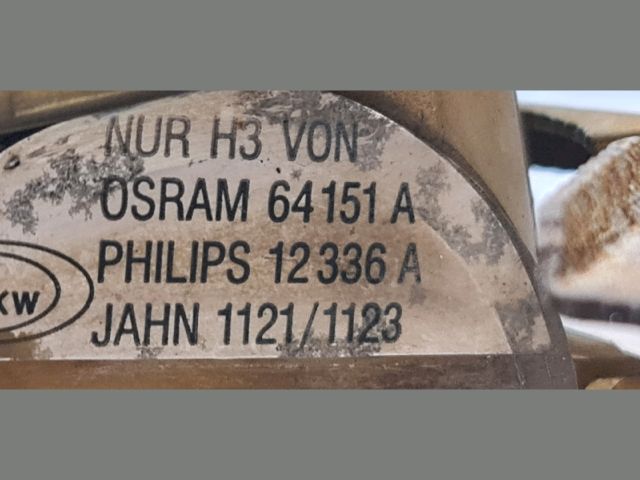 NUR H3 VON
OSRAM 64151 A
PHILIPS 12336 A
JAHN 1121/1123